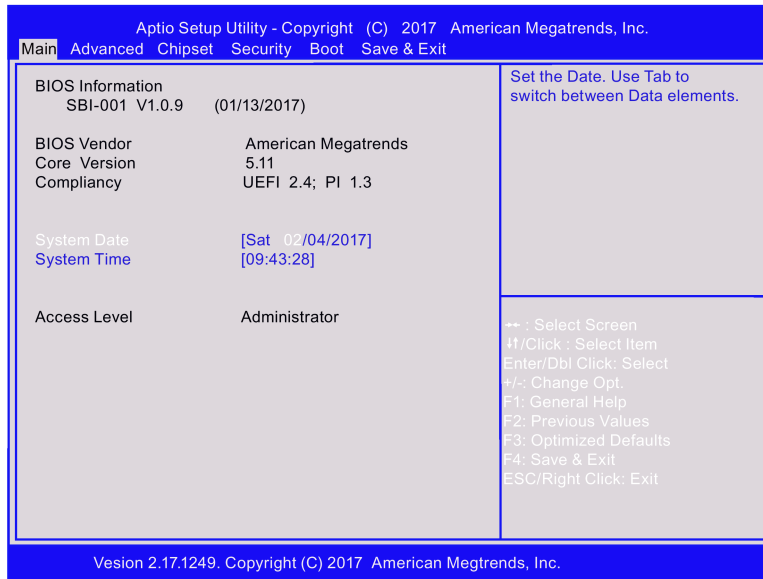 Aptio Setup Utility - Copyright (C) 2017 American Megatrends, Inc.
Main Advanced Chipset Security Boot Save & Exit
BIOS Information
SBI-001 V1.0.9 (01/13/2017)
BIOS Vendor American Megatrends
Core Version 5.11
Compliancy UEFI 2.4; PI 1.3
System Date [Sat 02/04/2017]
System Time [09:43:28]
Access Level Administrator
Set the Date. Use Tab to
switch between Data elements.
→← : Select Screen
↓↑/Click : Select Item
Enter/Dbl Click: Select
+/-: Change Opt.
F1: General Help
F2: Previous Values
F3: Optimized Defaults
F4: Save & Exit
ESC/Right Click: Exit
Vesion 2.17.1249. Copyright (C) 2017 American Megtrends, Inc.